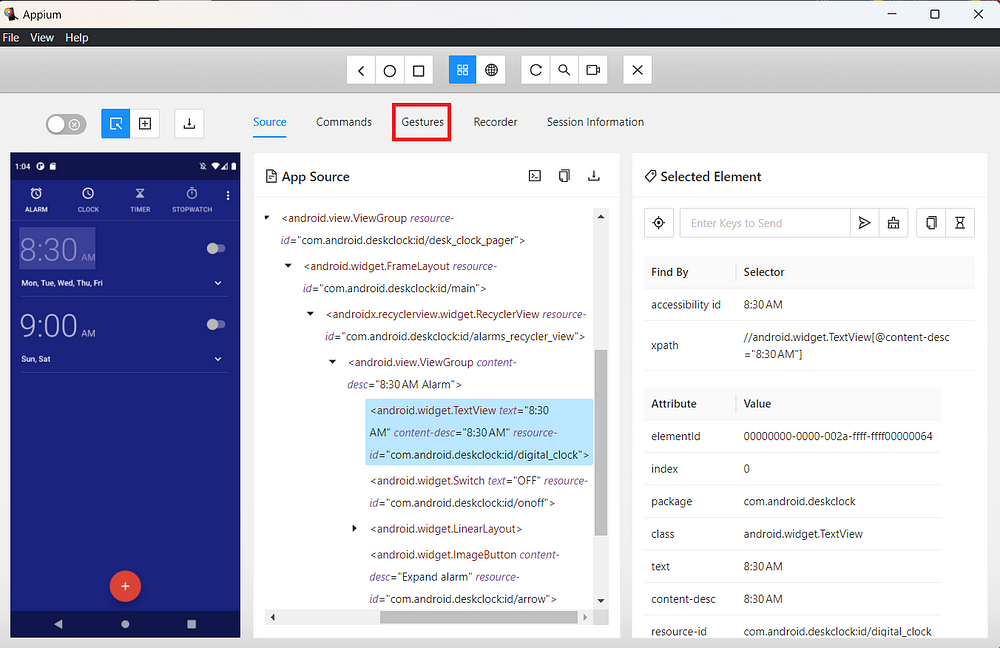 Appium
File View Help
Source Commands Gestures Recorder Session Information
1:04
ALARM CLOCK TIMER STOPWATCH
8:30 AM
Mon, Tue, Wed, Thu, Fri
9:00 AM
Sun, Sat
App Source
<android.view.ViewGroup resource-
id="com.android.deskclock:id/desk_clock_pager">
<android.widget.FrameLayout resource-
id="com.android.deskclock:id/main">
<androidx.recyclerview.widget.RecyclerView resource-
id="com.android.deskclock:id/alarms_recycler_view">
<android.view.ViewGroup content-
desc="8:30 AM Alarm">
<android.widget.TextView text="8:30
AM" content-desc="8:30 AM" resource-
id="com.android.deskclock:id/digital_clock">
<android.widget.Switch text="OFF" resource-
id="com.android.deskclock:id/onoff">
<android.widget.LinearLayout>
<android.widget.ImageButton content-
desc="Expand alarm" resource-
id="com.android.deskclock:id/arrow">
Selected Element
Enter Keys to Send
Find By Selector
accessibility id 8:30 AM
xpath //android.widget.TextView[@content-desc
="8:30 AM"]
Attribute Value
elementId 00000000-0000-002a-ffff-ffff00000064
index 0
package com.android.deskclock
class android.widget.TextView
text 8:30 AM
content-desc 8:30 AM
resource-id com.android.deskclock:id/digital_clock